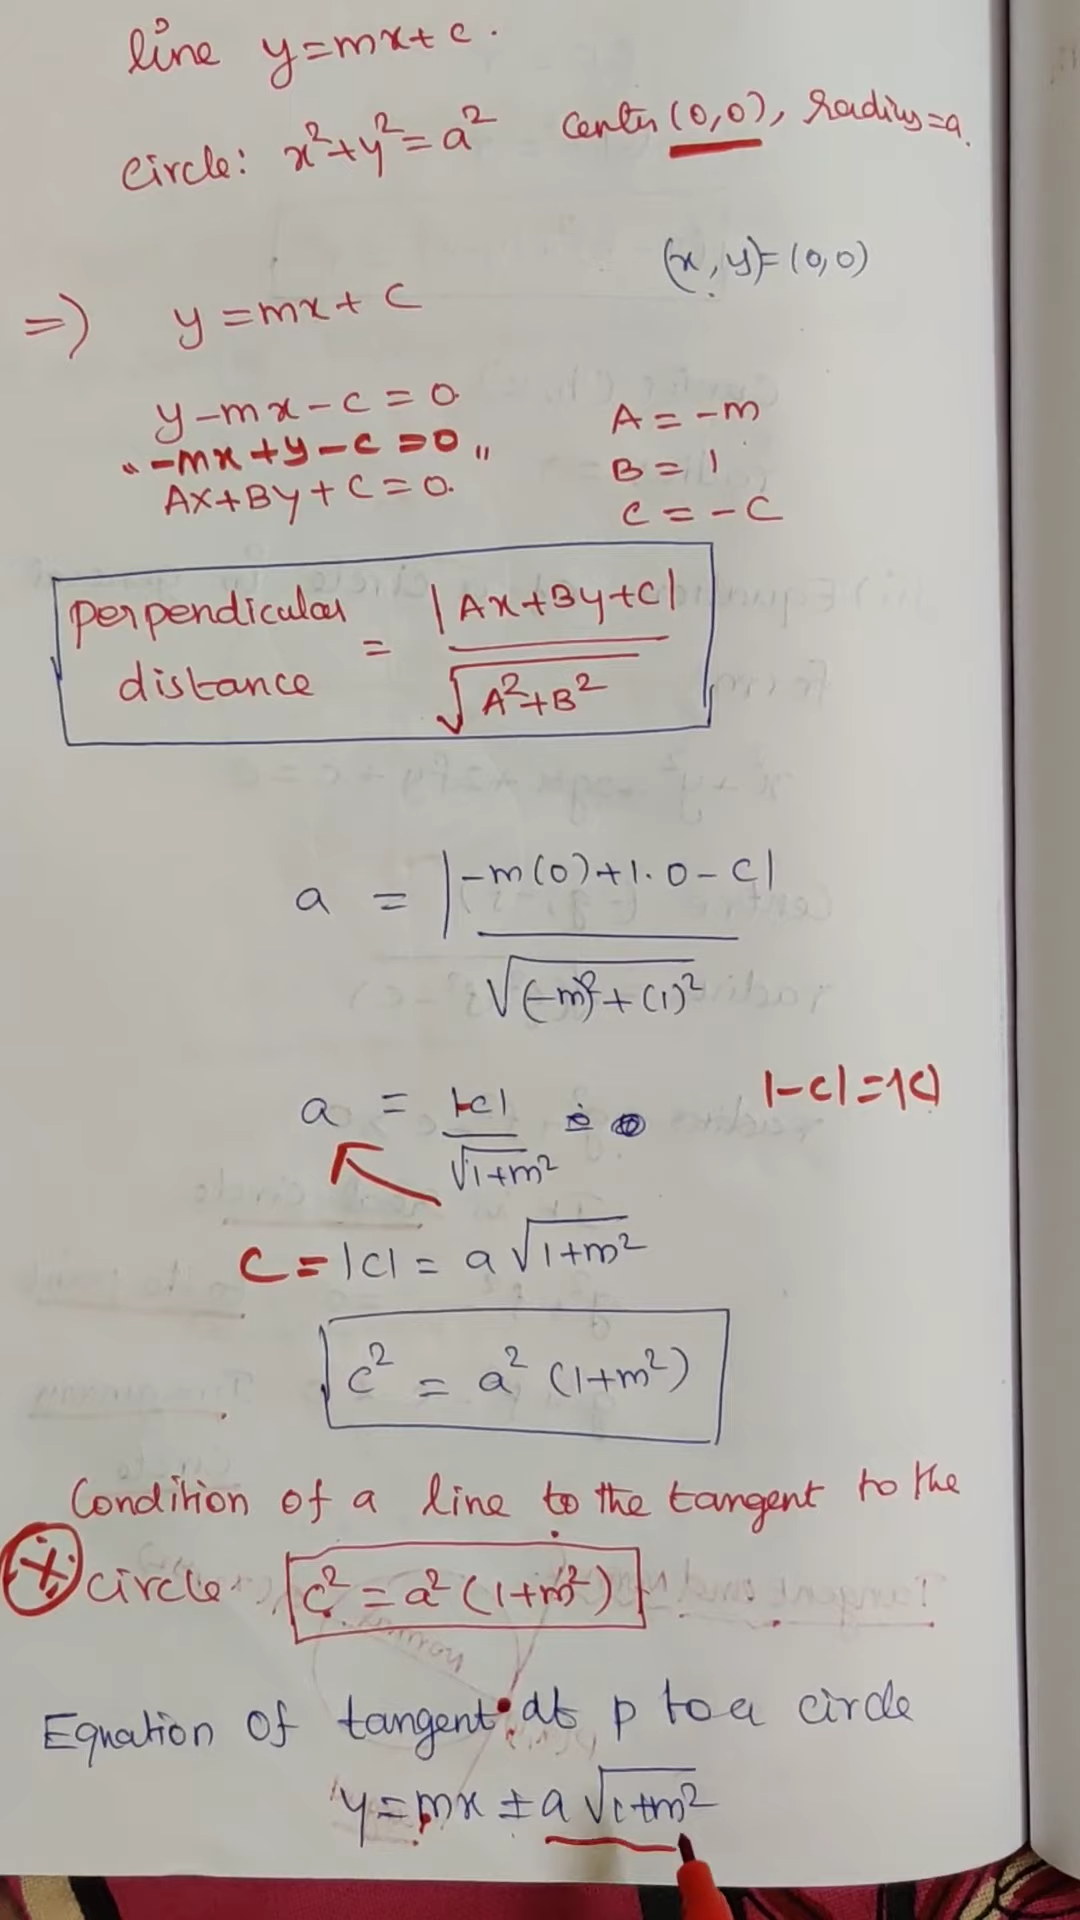 line y=mx+c.
circle: x²+y²=a² center (0,0), radius=a.
(x,y)=(0,0)
=> y=mx+c
y-mx-c=0
"-mx+y-c=0"
Ax+By+C=0.
A=-m
B=1
C=-C
perpendicular distance = |Ax+By+C| / √A²+B²
a = |-m(0)+1.0-c| / √(-m)²+(1)²
a = |-c| / √1+m²
|-c|=|c|
c=|c|=a√1+m²
c²=a²(1+m²)
Condition of a line to the tangent to the
circle. c²=a²(1+m²).
Equation of tangent at p to a circle
y=mx±a√1+m²